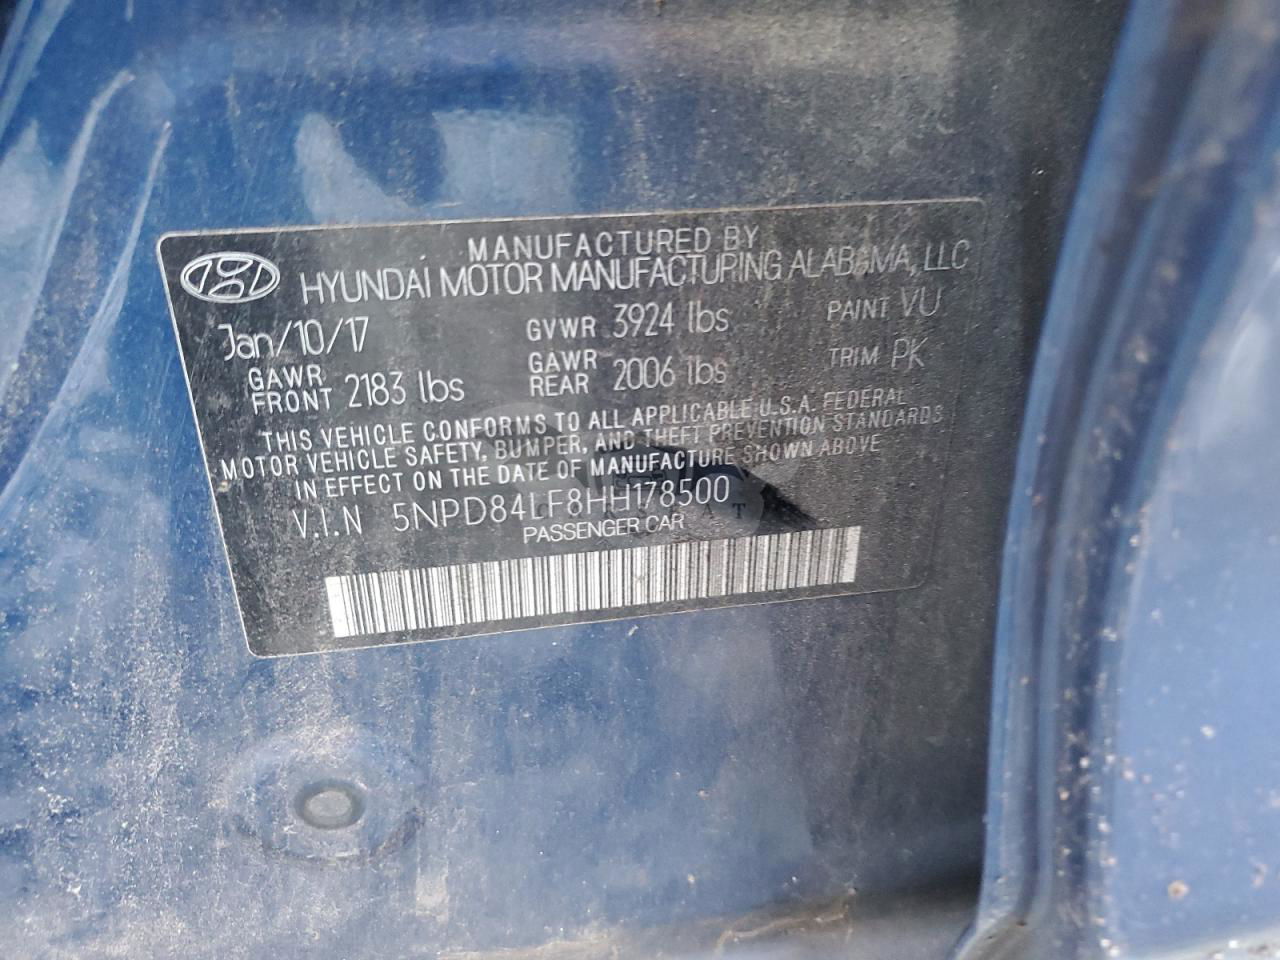 MANUFACTURED BY
HYUNDAI MOTOR MANUFACTURING ALABAMA, LLC
Jan/10/17 GVWR 3924 lbs PAINT VU
GAWR FRONT 2183 lbs GAWR REAR 2006 lbs TRIM PK
THIS VEHICLE CONFORMS TO ALL APPLICABLE U.S.A. FEDERAL
MOTOR VEHICLE SAFETY, BUMPER, AND THEFT PREVENTION STANDARDS
IN EFFECT ON THE DATE OF MANUFACTURE SHOWN ABOVE
V.I.N 5NPD84LF8HH178500
PASSENGER CAR